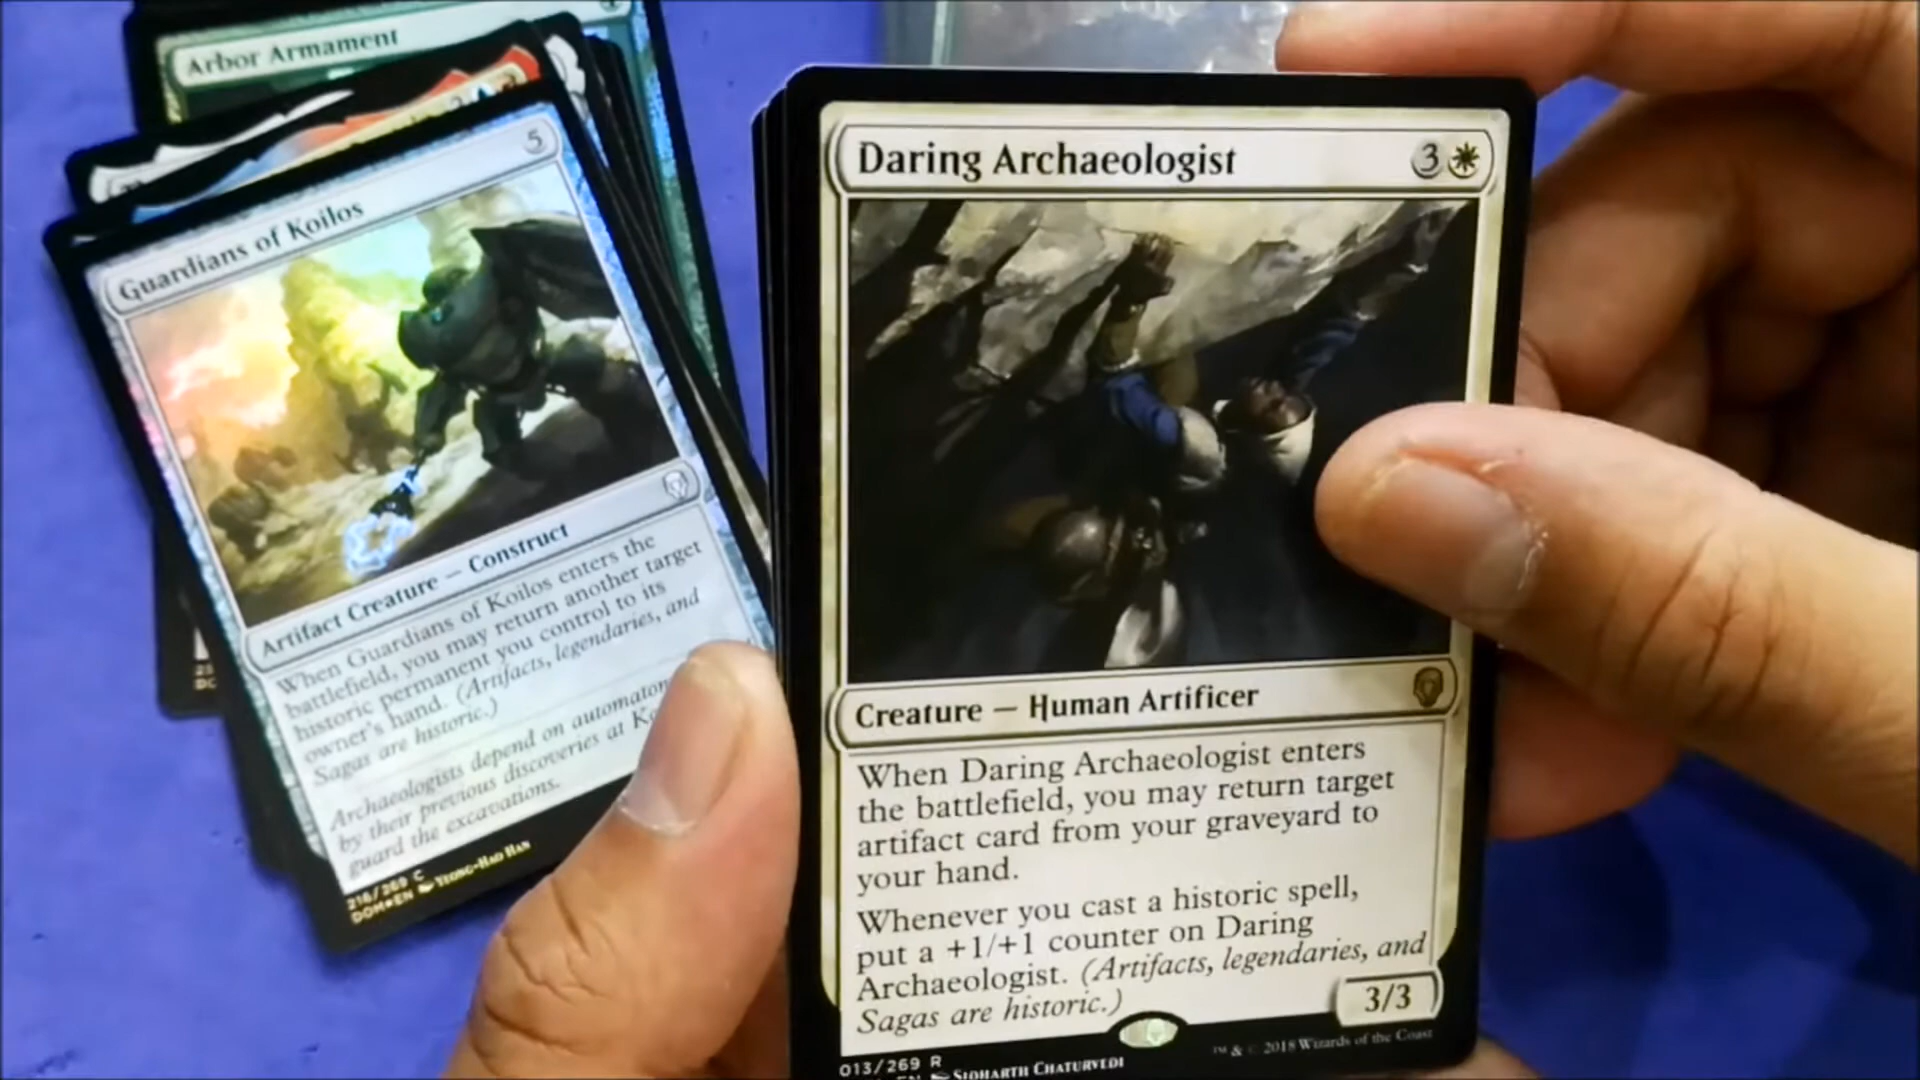 Arbor Armament
Guardians of Koilos
5
Artifact Creature — Construct
When Guardians of Koilos enters the
battlefield, you may return another target
historic permanent you control to its
owner's hand. (Artifacts, legendaries, and
Sagas are historic.)
Archaeologists depend on automaton
by their previous discoveries at
guard the excavations.
216/269 C
DOM★EN YEONG-HAO HAN
Daring Archaeologist
3
Creature — Human Artificer
When Daring Archaeologist enters
the battlefield, you may return target
artifact card from your graveyard to
your hand.
Whenever you cast a historic spell,
put a +1/+1 counter on Daring
Archaeologist. (Artifacts, legendaries, and
Sagas are historic.)
3/3
013/269 R
SIDHARTH CHATURVEDI
™ & © 2018 Wizards of the Coast